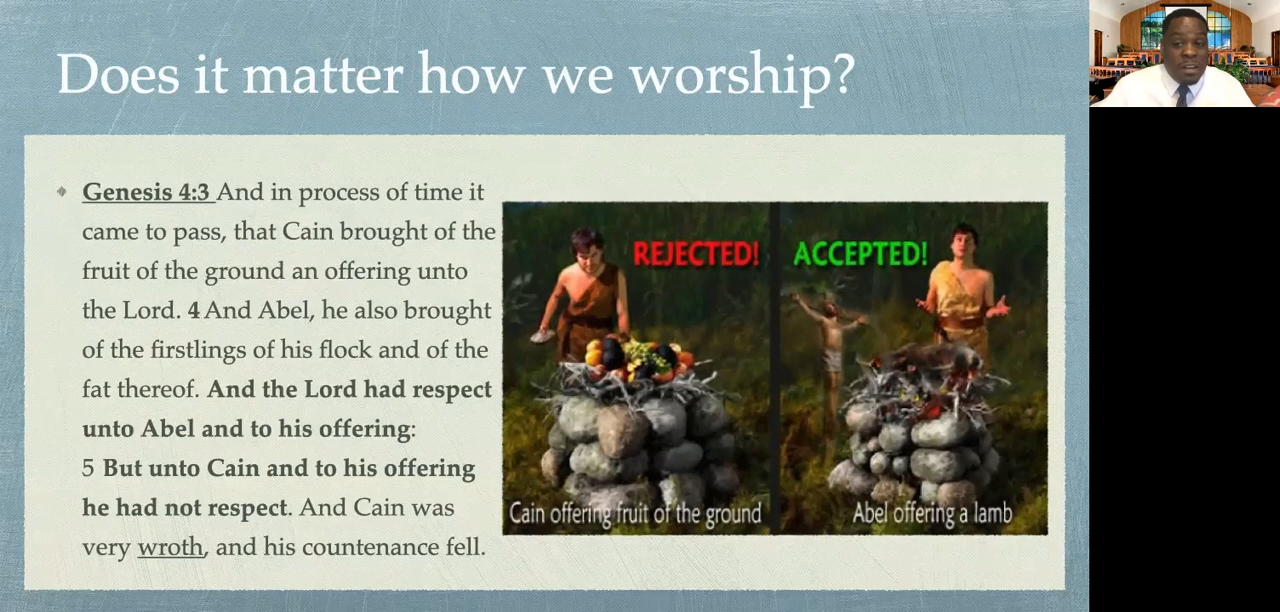 Does it matter how we worship?
Genesis 4:3 And in process of time it
came to pass, that Cain brought of the
fruit of the ground an offering unto
the Lord. 4 And Abel, he also brought
of the firstlings of his flock and of the
fat thereof. And the Lord had respect
unto Abel and to his offering:
5 But unto Cain and to his offering
he had not respect. And Cain was
very wroth, and his countenance fell.
REJECTED!
Cain offering fruit of the ground
ACCEPTED!
Abel offering a lamb